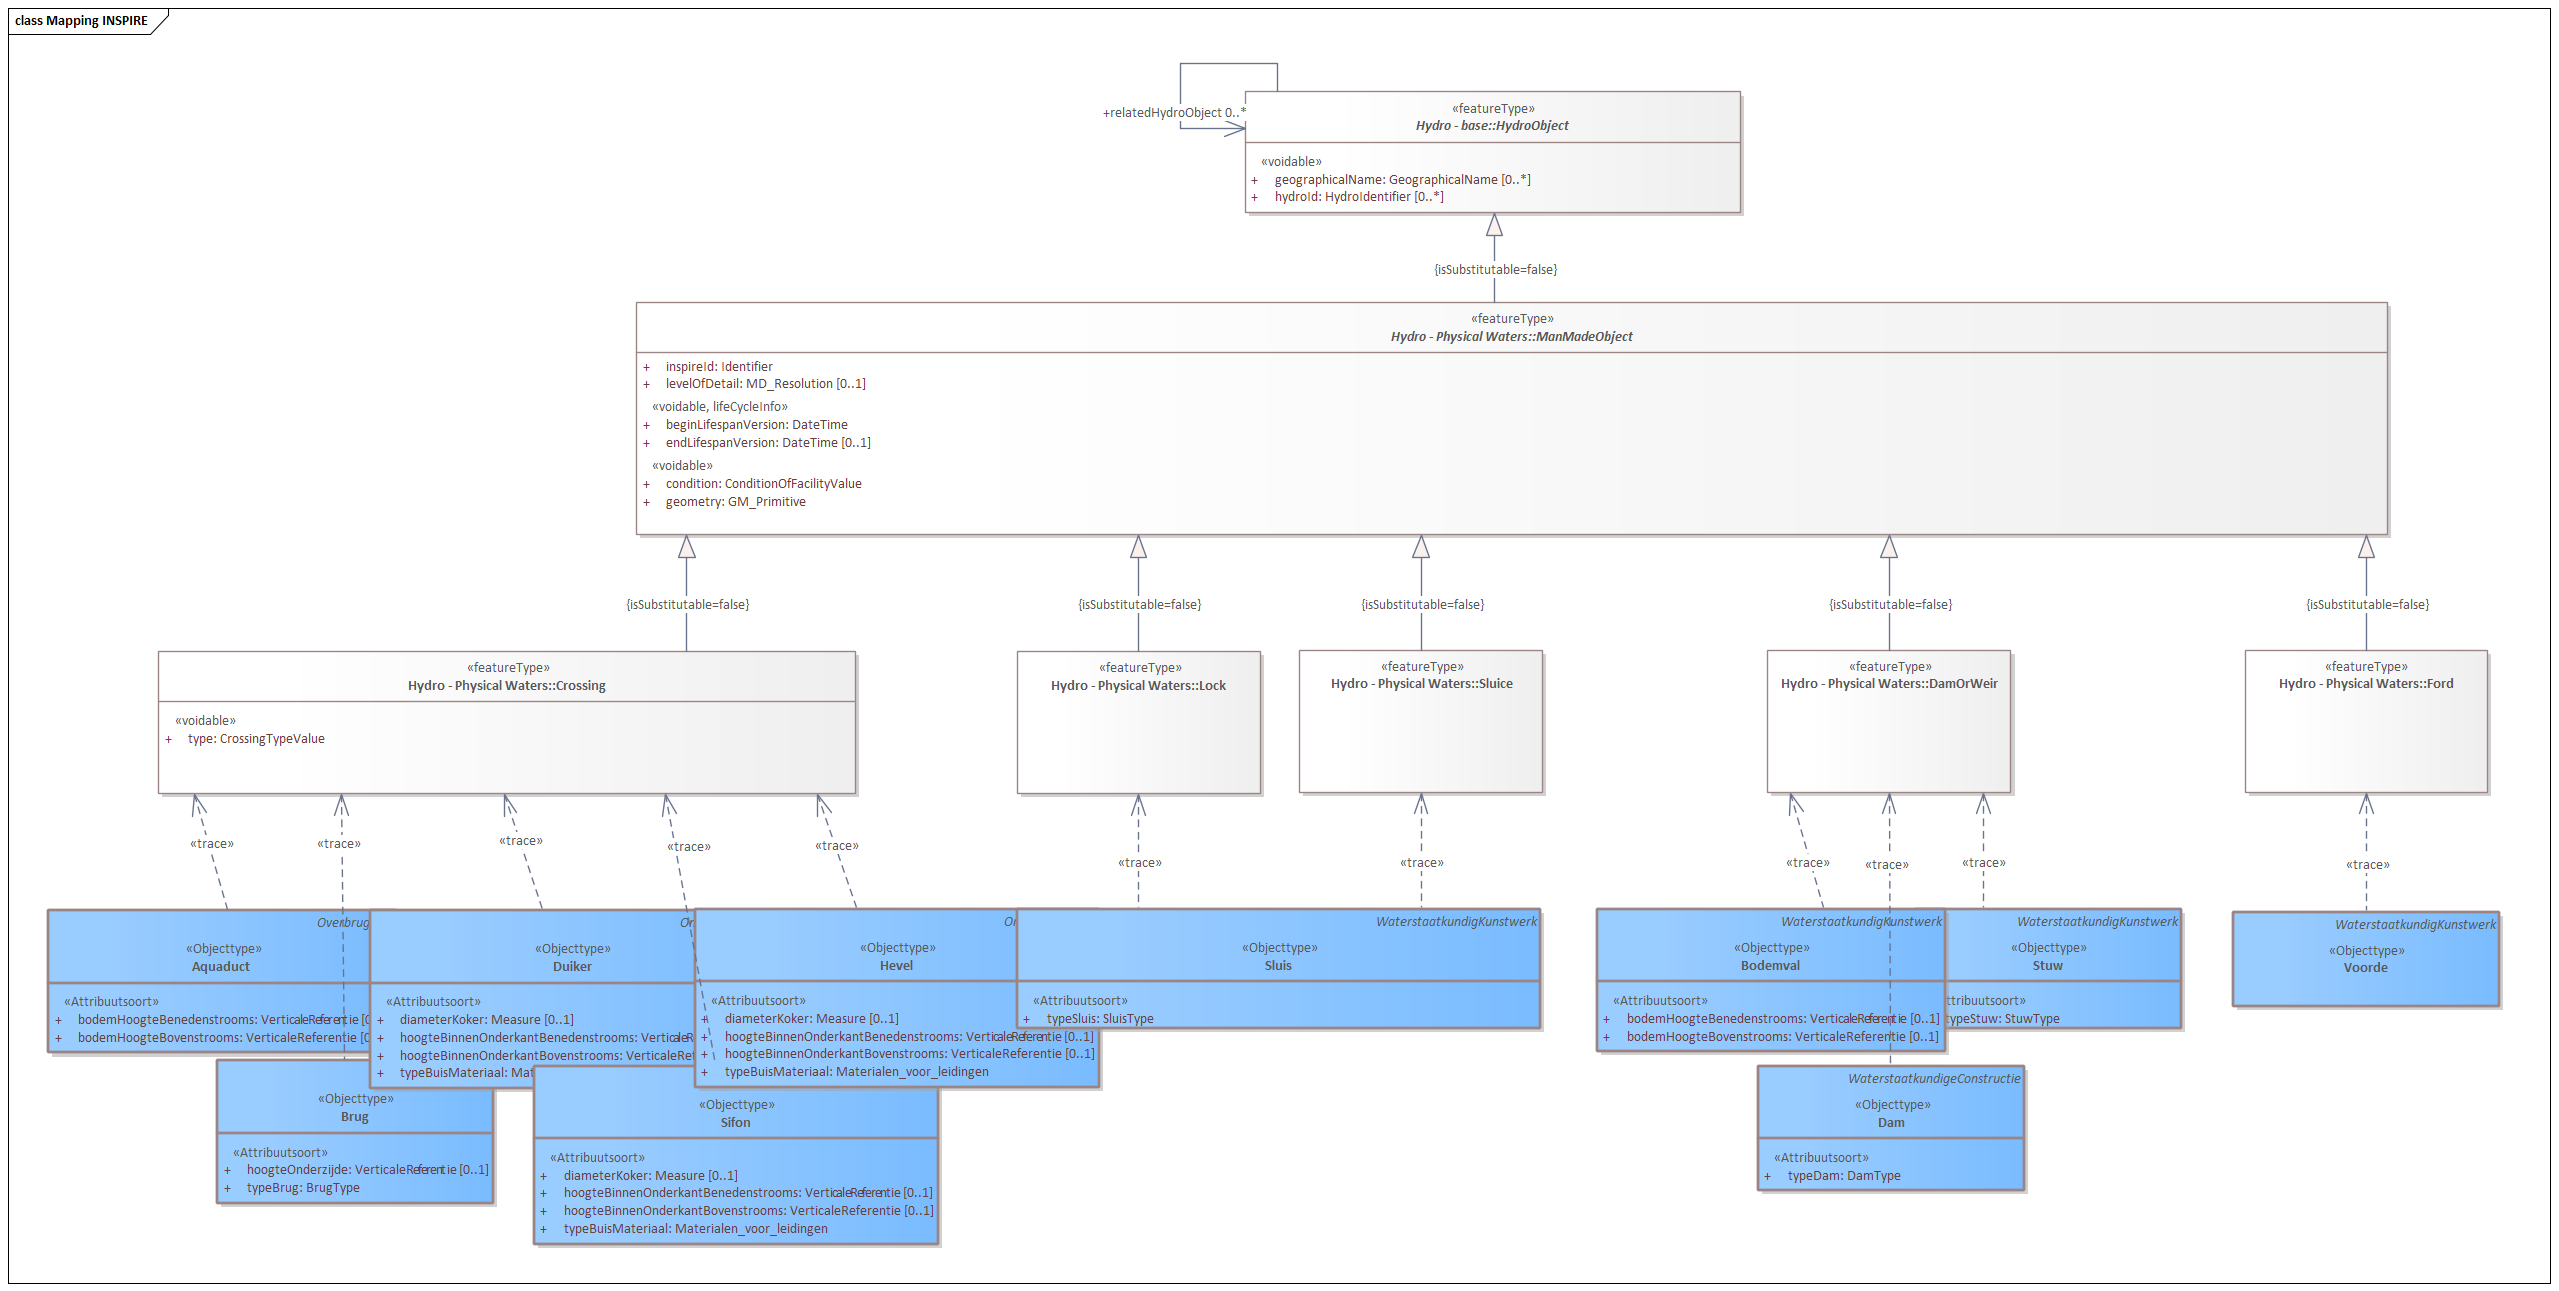 class Mapping INSPIRE
+relatedHydroObject 0..*
«featureType»
Hydro - base::HydroObject
«voidable»
+ geographicalName: GeographicalName [0..*]
+ hydroId: HydroIdentifier [0..*]
{isSubstitutable=false}
«featureType»
Hydro - Physical Waters::ManMadeObject
+ inspireId: Identifier
+ levelOfDetail: MD_Resolution [0..1]
«voidable, lifeCycleInfo»
+ beginLifespanVersion: DateTime
+ endLifespanVersion: DateTime [0..1]
«voidable»
+ condition: ConditionOfFacilityValue
+ geometry: GM_Primitive
{isSubstitutable=false}
{isSubstitutable=false}
{isSubstitutable=false}
{isSubstitutable=false}
{isSubstitutable=false}
«featureType»
Hydro - Physical Waters::Crossing
«voidable»
+ type: CrossingTypeValue
«featureType»
Hydro - Physical Waters::Lock
«featureType»
Hydro - Physical Waters::Sluice
«featureType»
Hydro - Physical Waters::DamOrWeir
«featureType»
Hydro - Physical Waters::Ford
«trace»
«trace»
«trace»
«trace»
«trace»
«trace»
«trace»
«trace»
«trace»
«trace»
«trace»
Overbrug
«Objecttype»
Aquaduct
«Attribuutsoort»
+ bodemHoogteBenedenstrooms: VerticaleReferentie [0
+ bodemHoogteBovenstrooms: VerticaleReferentie [0
«Objecttype»
Duiker
«Attribuutsoort»
+ diameterKoker: Measure [0..1]
+ hoogteBinnenOnderkantBenedenstrooms: VerticaleR
+ hoogteBinnenOnderkantBovenstrooms: VerticaleRef
+ typeBuisMateriaal: Mat
«Objecttype»
Hevel
«Attribuutsoort»
+ diameterKoker: Measure [0..1]
+ hoogteBinnenOnderkantBenedenstrooms: VerticaleReferentie [0..1]
+ hoogteBinnenOnderkantBovenstrooms: VerticaleReferentie [0..1]
+ typeBuisMateriaal: Materialen_voor_leidingen
WaterstaatkundigKunstwerk
«Objecttype»
Sluis
«Attribuutsoort»
+ typeSluis: SluisType
WaterstaatkundigKunstwerk
«Objecttype»
Bodemval
«Attribuutsoort»
+ bodemHoogteBenedenstrooms: VerticaleReferentie [0..1]
+ bodemHoogteBovenstrooms: VerticaleReferentie [0..1]
WaterstaatkundigKunstwerk
«Objecttype»
Stuw
ttribuutsoort»
typeStuw: StuwType
WaterstaatkundigKunstwerk
«Objecttype»
Voorde
«Objecttype»
Brug
«Attribuutsoort»
+ hoogteOnderzijde: VerticaleReferentie [0..1]
+ typeBrug: BrugType
«Objecttype»
Sifon
«Attribuutsoort»
+ diameterKoker: Measure [0..1]
+ hoogteBinnenOnderkantBenedenstrooms: VerticaleReferentie [0..1]
+ hoogteBinnenOnderkantBovenstrooms: VerticaleReferentie [0..1]
+ typeBuisMateriaal: Materialen_voor_leidingen
WaterstaatkundigeConstructie
«Objecttype»
Dam
«Attribuutsoort»
+ typeDam: DamType